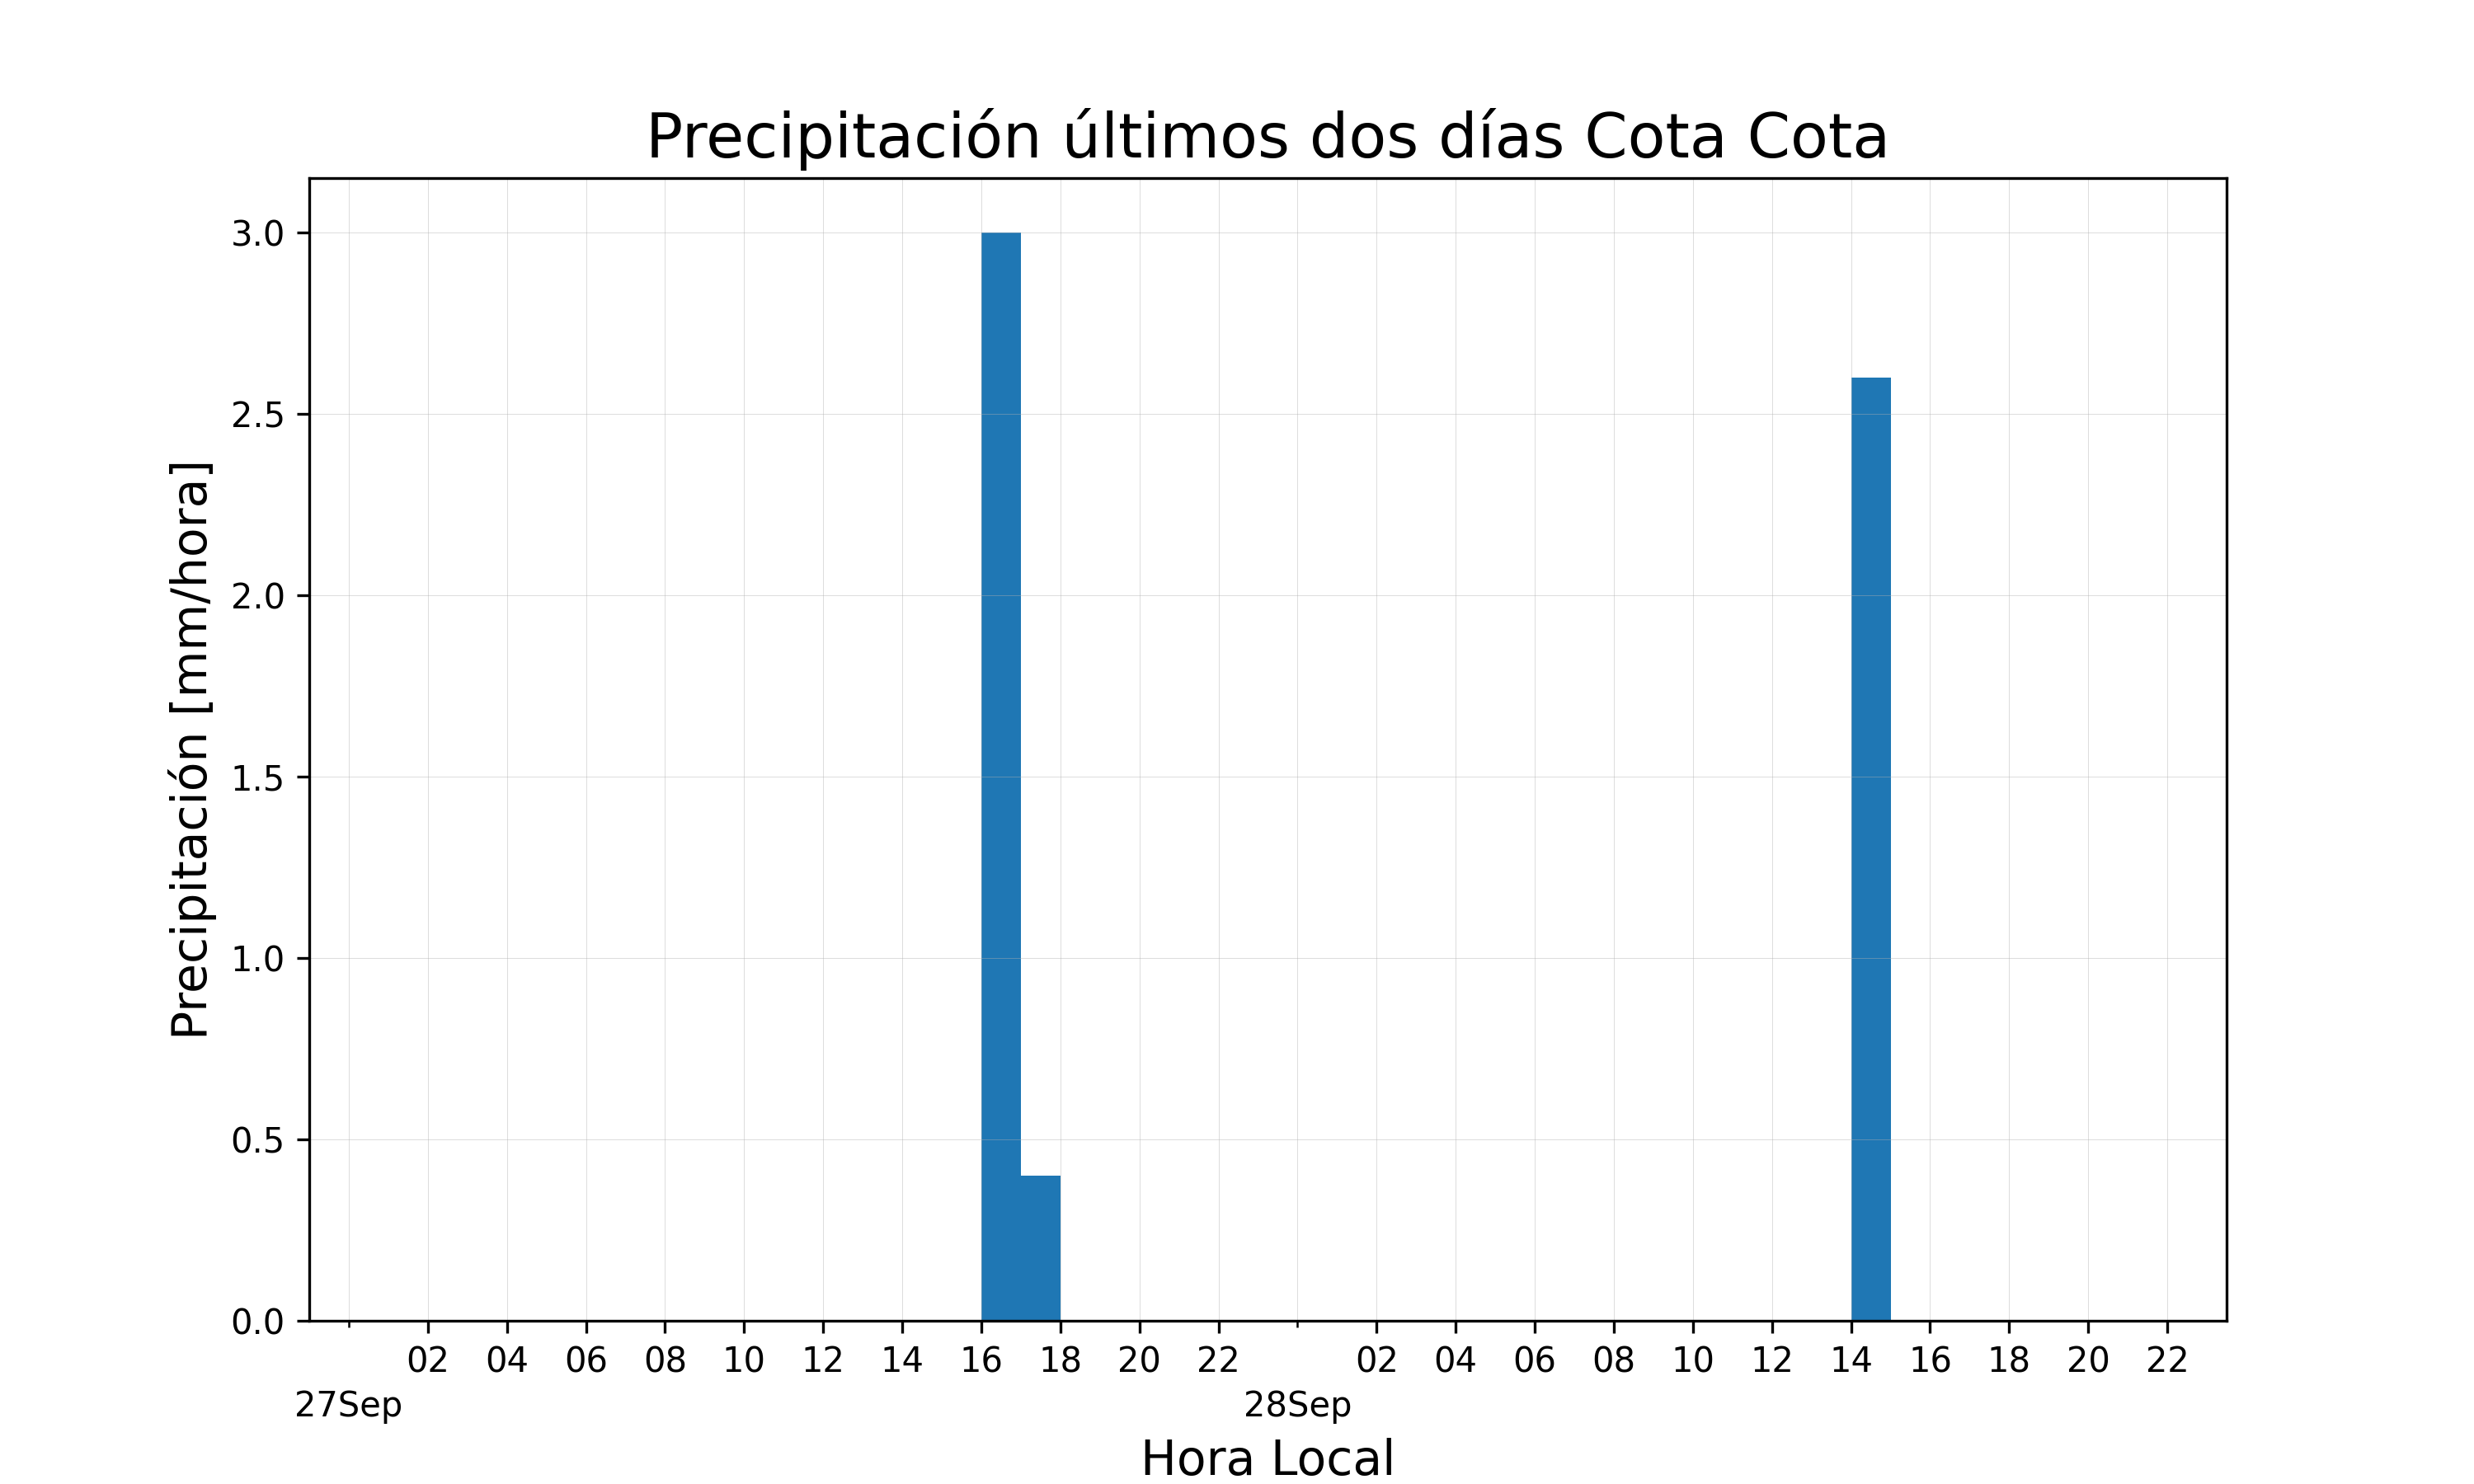 Precipitación últimos dos días Cota Cota
Precipitación [mm/hora]
3.0
2.5
2.0
1.5
1.0
0.5
0.0
02 04 06 08 10 12 14 16 18 20 22 02 04 06 08 10 12 14 16 18 20 22
27Sep 28Sep
Hora Local